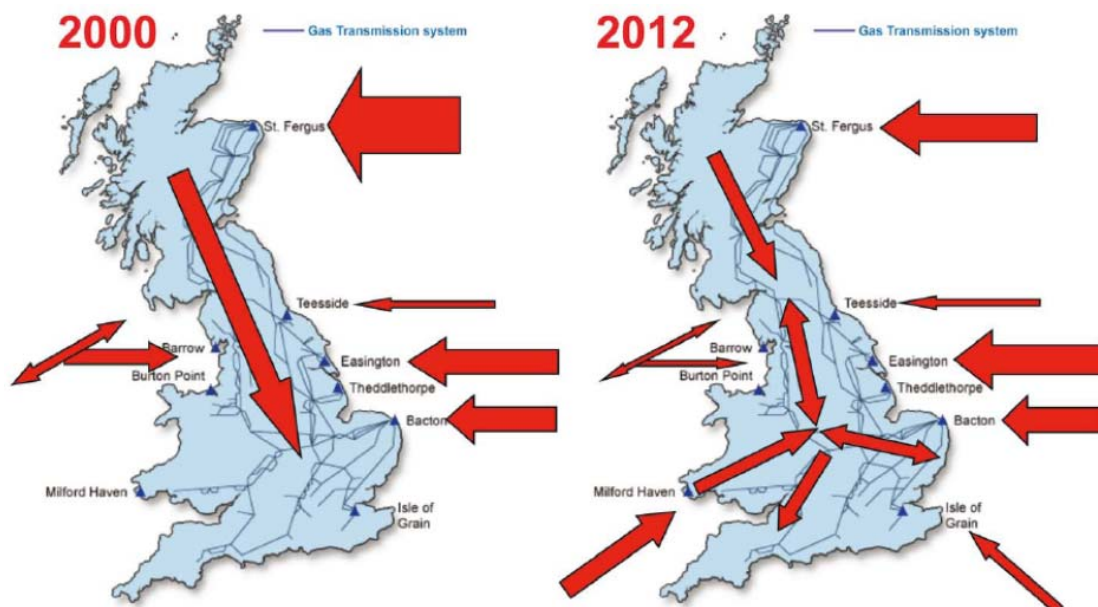 2000
Gas Transmission system
St. Fergus
Teesside
Barrow
Easington
Burton Point
Theddlethorpe
Bacton
Milford Haven
Isle of
Grain
2012
Gas Transmission system
St. Fergus
Teesside
Barrow
Easington
Burton Point
Theddlethorpe
Bacton
Milford Haven
Isle of
Grain